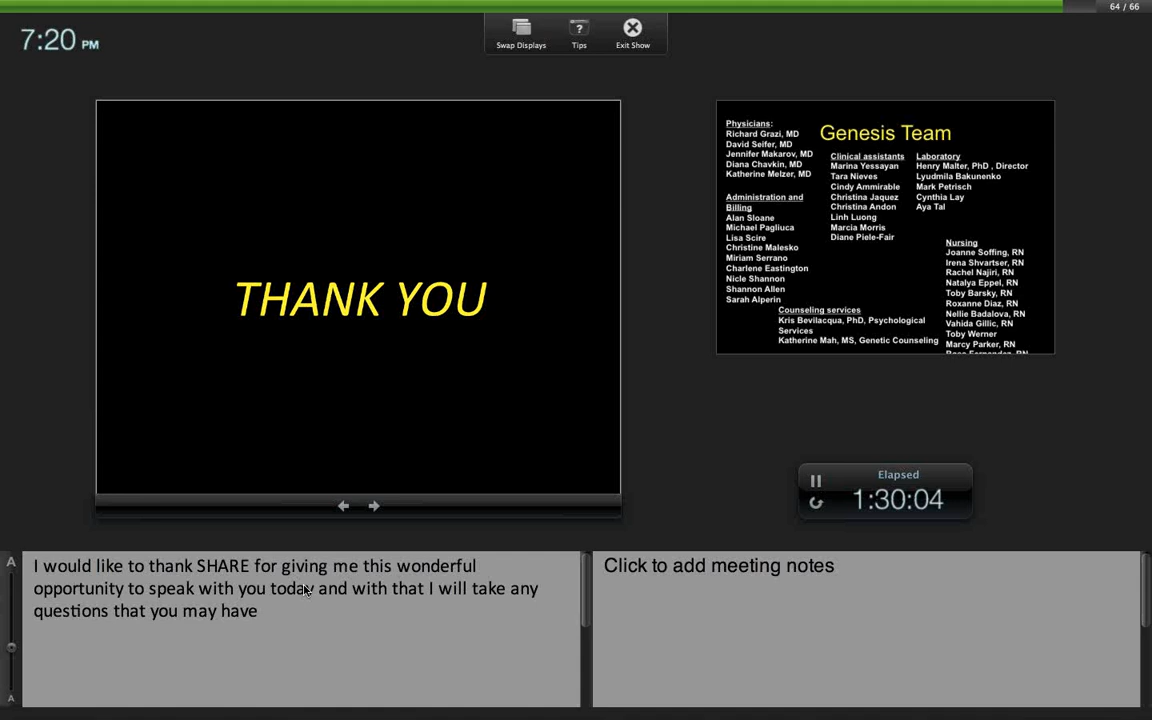 64 / 66
7:20 PM
Swap Displays
Tips
Exit Show
THANK YOU
Genesis Team
Physicians:
Richard Grazi, MD
David Seifer, MD
Jennifer Makarov, MD
Diana Chavkin, MD
Katherine Melzer, MD
Administration and
Billing
Alan Sloane
Michael Pagliuca
Lisa Scire
Christine Malesko
Miriam Serrano
Charlene Eastington
Nicle Shannon
Shannon Allen
Sarah Alperin
Clinical assistants
Marina Yessayan
Tara Nieves
Cindy Ammirable
Christina Jaquez
Christina Andon
Linh Luong
Marcia Morris
Diane Piele-Fair
Laboratory
Henry Malter, PhD , Director
Lyudmila Bakunenko
Mark Petrisch
Cynthia Lay
Aya Tal
Nursing
Joanne Soffing, RN
Irena Shvartser, RN
Rachel Najiri, RN
Natalya Eppel, RN
Toby Barsky, RN
Roxanne Diaz, RN
Nellie Badalova, RN
Vahida Gillic, RN
Toby Werner
Marcy Parker, RN
Counseling services
Kris Bevilacqua, PhD, Psychological
Services
Katherine Mah, MS, Genetic Counseling
Elapsed
1:30:04
A
I would like to thank SHARE for giving me this wonderful
opportunity to speak with you today and with that I will take any
questions that you may have
A
Click to add meeting notes